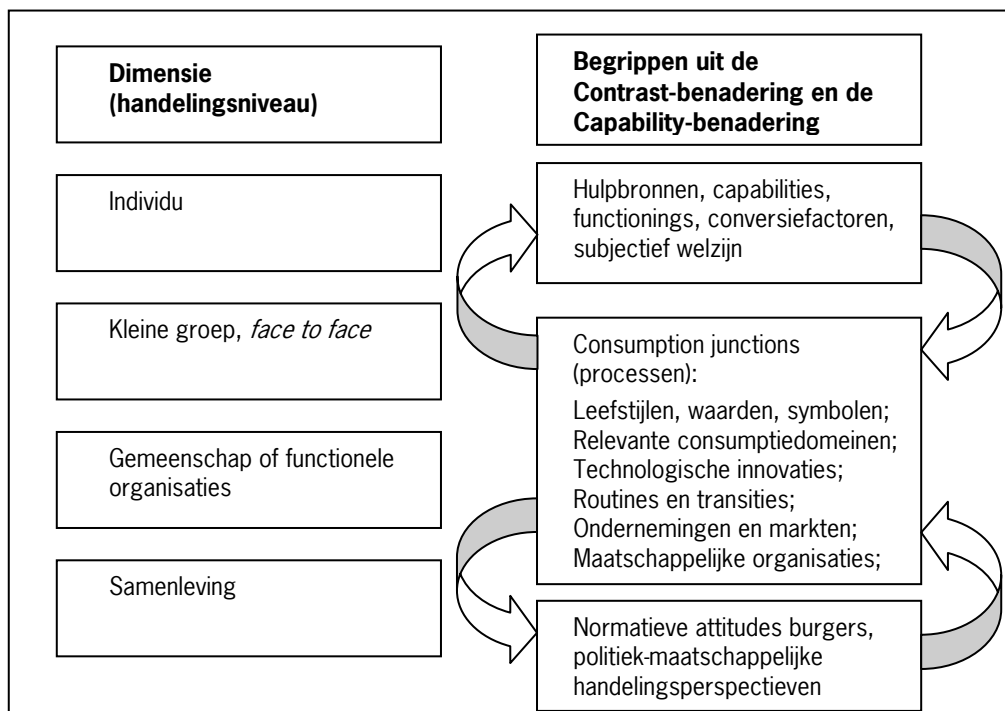 Dimensie
(handelingsniveau)
Individu
Kleine groep, face to face
Gemeenschap of functionele
organisaties
Samenleving
Begrippen uit de
Contrast-benadering en de
Capability-benadering
Hulpbronnen, capabilities,
functionings, conversiefactoren,
subjectief welzijn
Consumption junctions
(processen):
Leefstijlen, waarden, symbolen;
Relevante consumptiedomeinen;
Technologische innovaties;
Routines en transities;
Ondernemingen en markten;
Maatschappelijke organisaties;
Normatieve attitudes burgers,
politiek-maatschappelijke
handelingsperspectieven